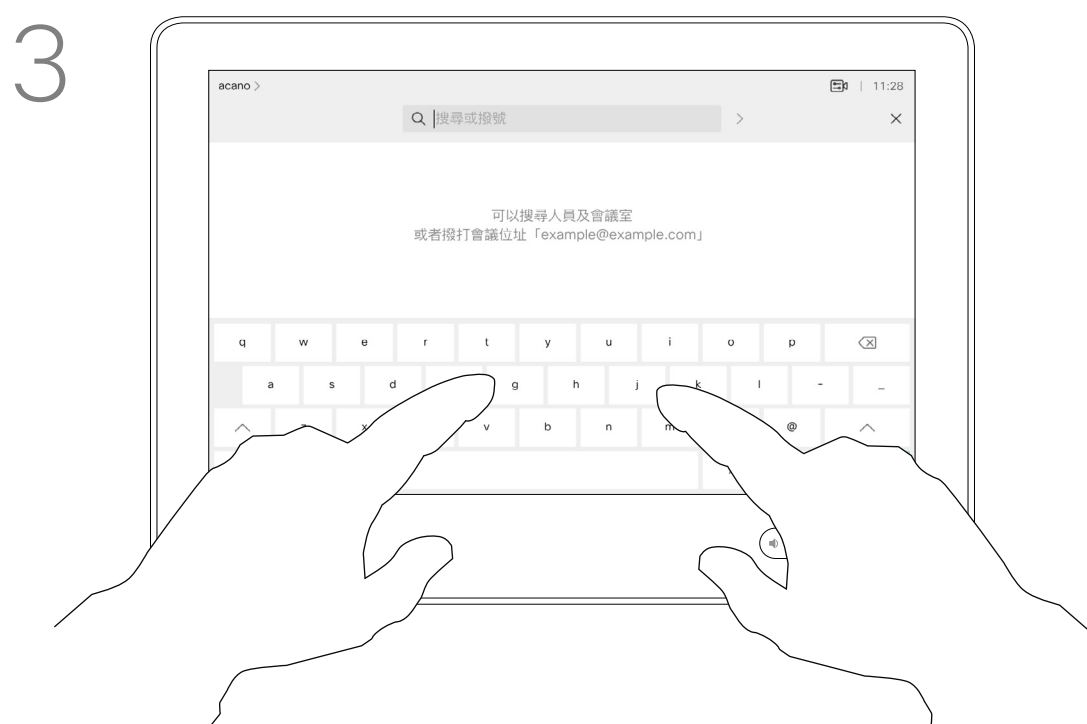 3
acano >
11:28
搜尋或撥號
可以搜尋人員及會議室
或者撥打會議位址「example@example.com」
q w e r t y u i o p
a s d g h j k l - _
z x v b n m @